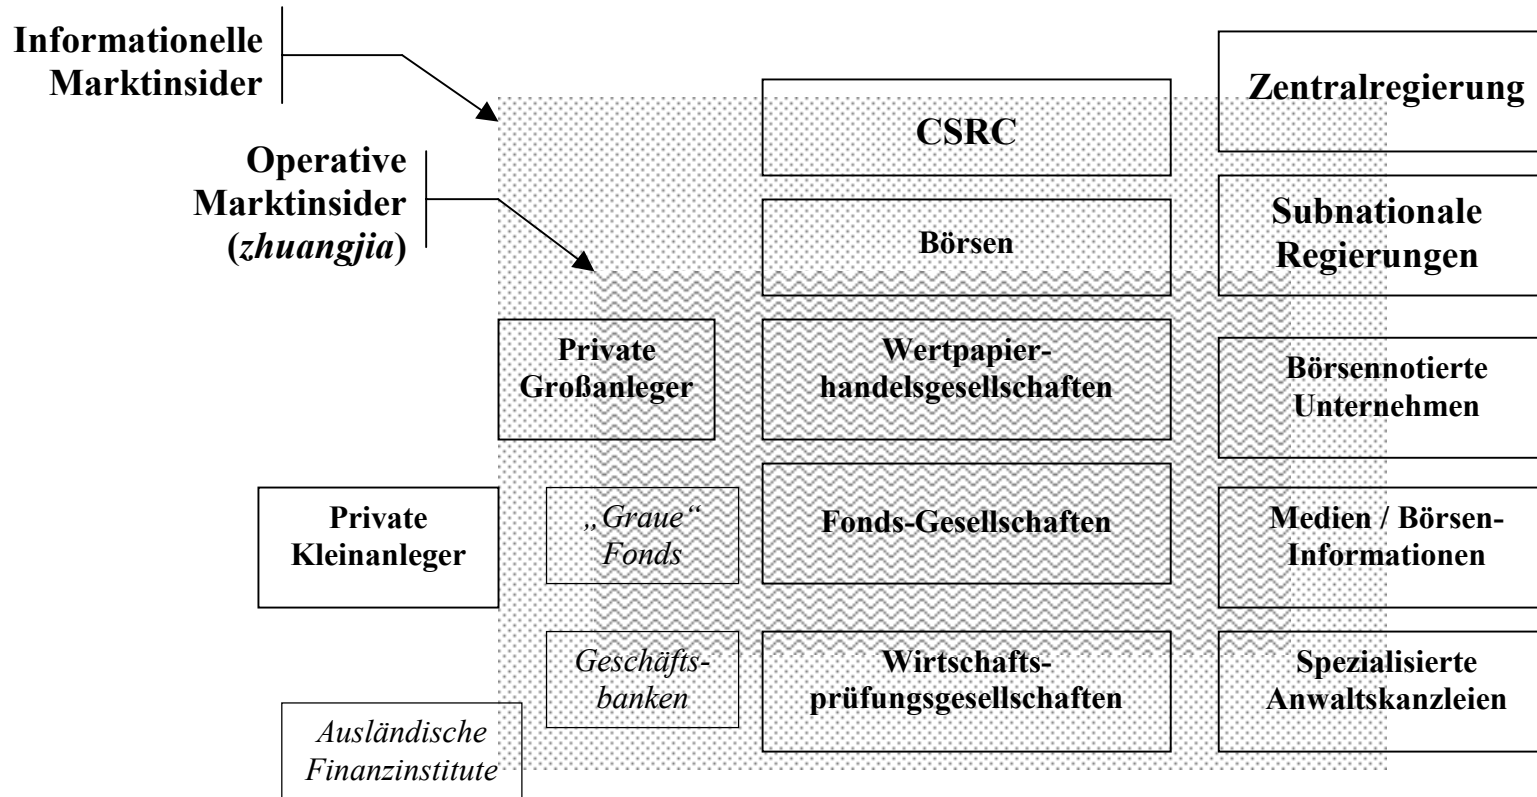 Informationelle
Marktinsider
Operative
Marktinsider
(zhuangjia)
CSRC
Zentralregierung
Börsen
Subnationale
Regierungen
Private
Großanleger
Wertpapier-
handelsgesellschaften
Börsennotierte
Unternehmen
Private
Kleinanleger
„Graue“
Fonds
Fonds-Gesellschaften
Medien / Börsen-
Informationen
Geschäfts-
banken
Wirtschafts-
prüfungsgesellschaften
Spezialisierte
Anwaltskanzleien
Ausländische
Finanzinstitute